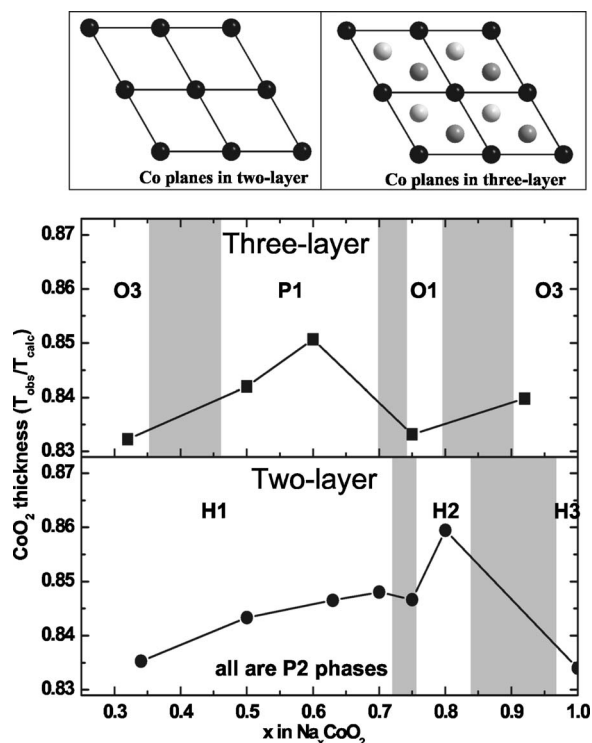 Co planes in two-layer
Co planes in three-layer
0.87
0.86
0.85
0.84
0.83
Three-layer
O3
P1
O1
O3
CoO₂ thickness (T_obs/T_calc)
0.87
0.86
0.85
0.84
0.83
Two-layer
H1
H2
H3
all are P2 phases
0.3 0.4 0.5 0.6 0.7 0.8 0.9 1.0
x in NaₓCoO₂